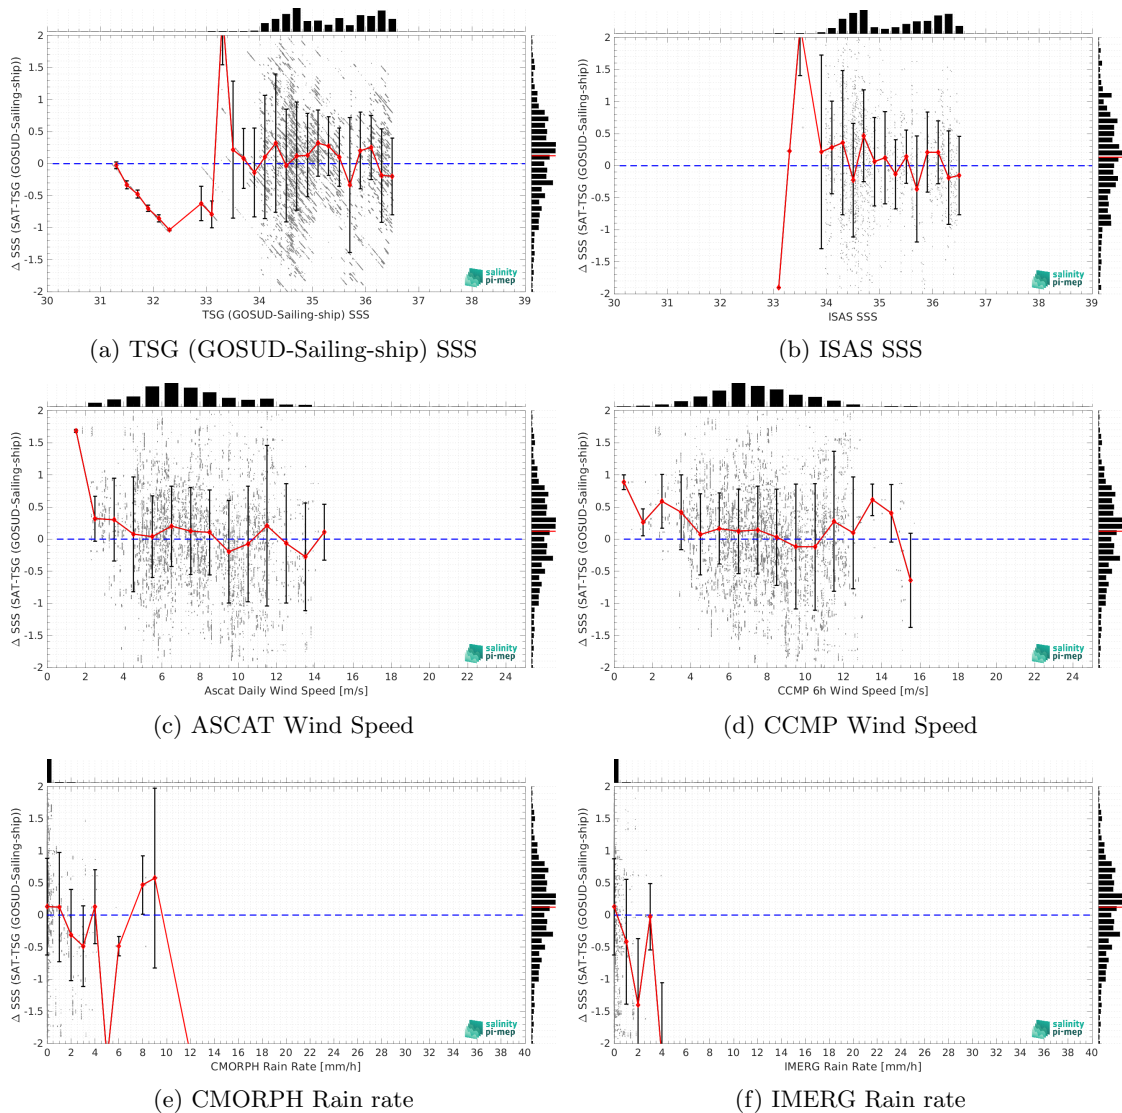 2
1.5
1
0.5
0
-0.5
-1
-1.5
-2
Δ SSS (SAT-TSG (GOSUD-Sailing-ship))
30 31 32 33 34 35 36 37 38 39
TSG (GOSUD-Sailing-ship) SSS
salinity
pi-mep
(a) TSG (GOSUD-Sailing-ship) SSS
2
1.5
1
0.5
0
-0.5
-1
-1.5
-2
Δ SSS (SAT-TSG (GOSUD-Sailing-ship))
30 31 32 33 34 35 36 37 38 39
ISAS SSS
salinity
pi-mep
(b) ISAS SSS
2
1.5
1
0.5
0
-0.5
-1
-1.5
-2
Δ SSS (SAT-TSG (GOSUD-Sailing-ship))
0 2 4 6 8 10 12 14 16 18 20 22 24
Ascat Daily Wind Speed [m/s]
salinity
pi-mep
(c) ASCAT Wind Speed
2
1.5
1
0.5
0
-0.5
-1
-1.5
-2
Δ SSS (SAT-TSG (GOSUD-Sailing-ship))
0 2 4 6 8 10 12 14 16 18 20 22 24
CCMP 6h Wind Speed [m/s]
salinity
pi-mep
(d) CCMP Wind Speed
2
1.5
1
0.5
0
-0.5
-1
-1.5
-2
Δ SSS (SAT-TSG (GOSUD-Sailing-ship))
0 2 4 6 8 10 12 14 16 18 20 22 24 26 28 30 32 34 36 38 40
CMORPH Rain Rate [mm/h]
salinity
pi-mep
(e) CMORPH Rain rate
2
1.5
1
0.5
0
-0.5
-1
-1.5
-2
Δ SSS (SAT-TSG (GOSUD-Sailing-ship))
0 2 4 6 8 10 12 14 16 18 20 22 24 26 28 30 32 34 36 38 40
IMERG Rain Rate [mm/h]
salinity
pi-mep
(f) IMERG Rain rate